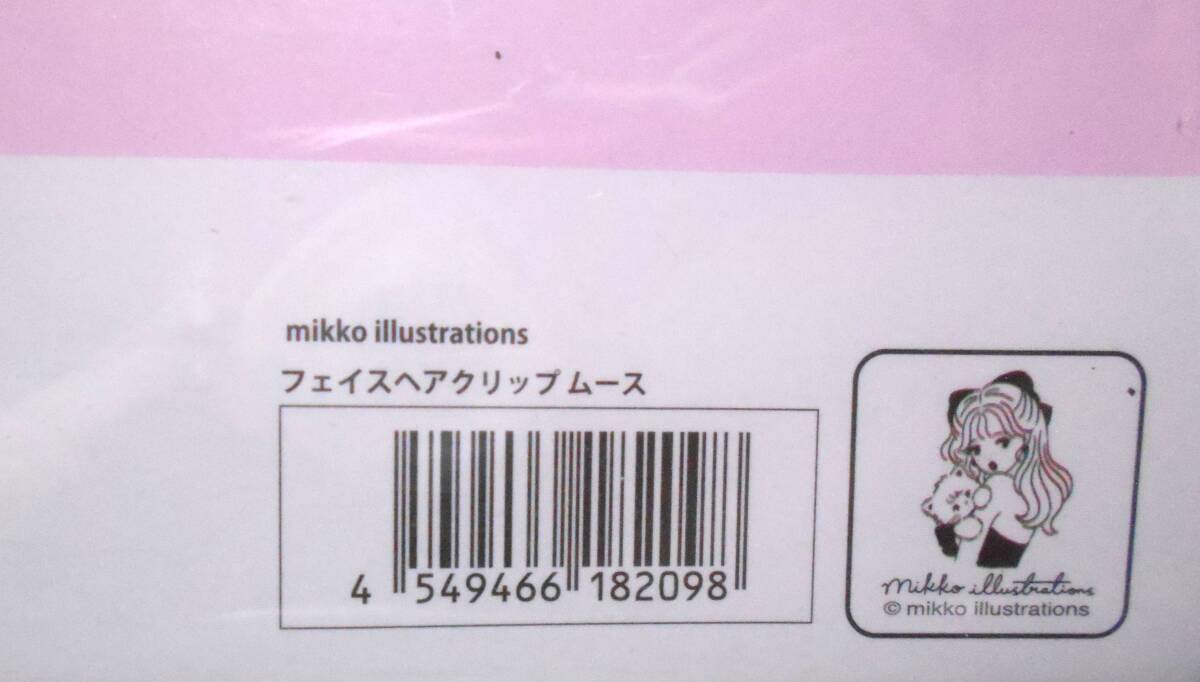 mikko illustrations
フェイスヘアクリップ ムース
4 549466 182098
mikko illustrations
© mikko illustrations